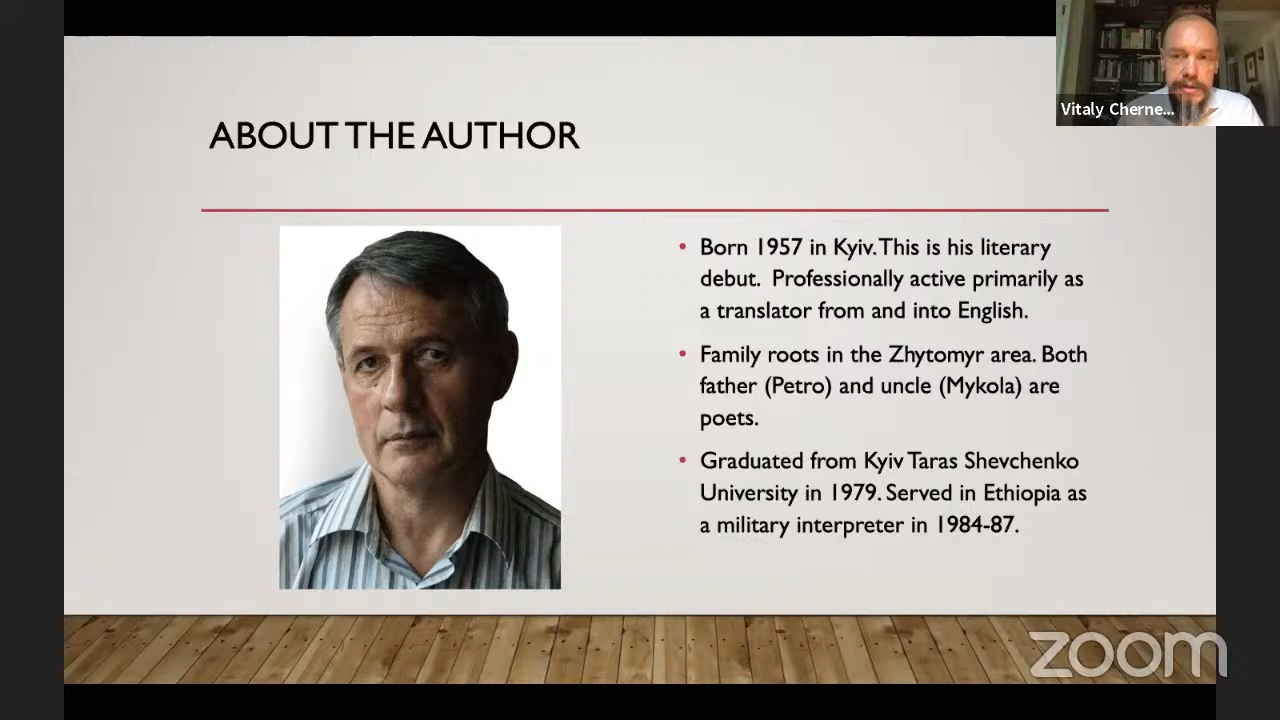 Vitaly Cherne...
ABOUT THE AUTHOR
• Born 1957 in Kyiv. This is his literary
debut. Professionally active primarily as
a translator from and into English.
• Family roots in the Zhytomyr area. Both
father (Petro) and uncle (Mykola) are
poets.
• Graduated from Kyiv Taras Shevchenko
University in 1979. Served in Ethiopia as
a military interpreter in 1984-87.
zoom